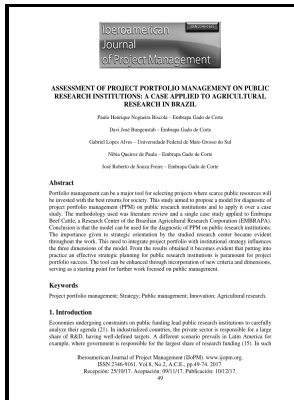 ISSN 2346-9161
Iberoamerican
Journal
of Project Management
ASSESSMENT OF PROJECT PORTFOLIO MANAGEMENT ON PUBLIC
RESEARCH INSTITUTIONS: A CASE APPLIED TO AGRICULTURAL
RESEARCH IN BRAZIL
Paulo Henrique Nogueira Biscola – Embrapa Gado de Corte
Davi José Bungenstab – Embrapa Gado de Corte
Gabriel Lopes Alves – Universidade Federal de Mato Grosso do Sul
Nibia Queiroz de Paula – Embrapa Gado de Corte
José Roberto de Souza Freire – Embrapa Gado de Corte
Abstract
Portfolio management can be a major tool for selecting projects where scarce public resources will
be invested with the best returns for society. This study aimed to propose a model for diagnostic of
project portfolio management (PPM) on public research institutions and to apply it over a case
study. The methodology used was literature review and a single case study applied to Embrapa
Beef Cattle, a Research Center of the Brazilian Agricultural Research Corporation (EMBRAPA).
Conclusion is that the model can be used for the diagnostic of PPM on public research institutions.
The importance given to strategic orientation by the studied research center became evident
throughout the work. This need to integrate project portfolio with institutional strategy influences
the three dimensions of the model. From the results obtained it becomes evident that putting into
practice an effective strategic planning for public research institutions is paramount for project
portfolio success. The tool can be enhanced through incorporation of new criteria and dimensions,
serving as a starting point for further work focused on public management.
Keywords
Project portfolio management; Strategy; Public management; Innovation; Agricultural research.
1. Introduction
Economies undergoing constraints on public funding lead public research institutions to carefully
analyze their agenda (21). In industrialized countries, the private sector is responsible for a large
share of R&D, having well-defined targets. A different scenario prevails in Latin America for
example, where government is responsible for the largest share of research funding (15). In such
Iberoamerican Journal of Project Management (IJoPM). www.ijopm.org.
ISSN 2346-9161. Vol 8, No.2, A.C.E., pp.49-74. 2017.
Recepción: 25/10/17. Aceptación: 09/11/17. Publicación: 10/12/17.
49